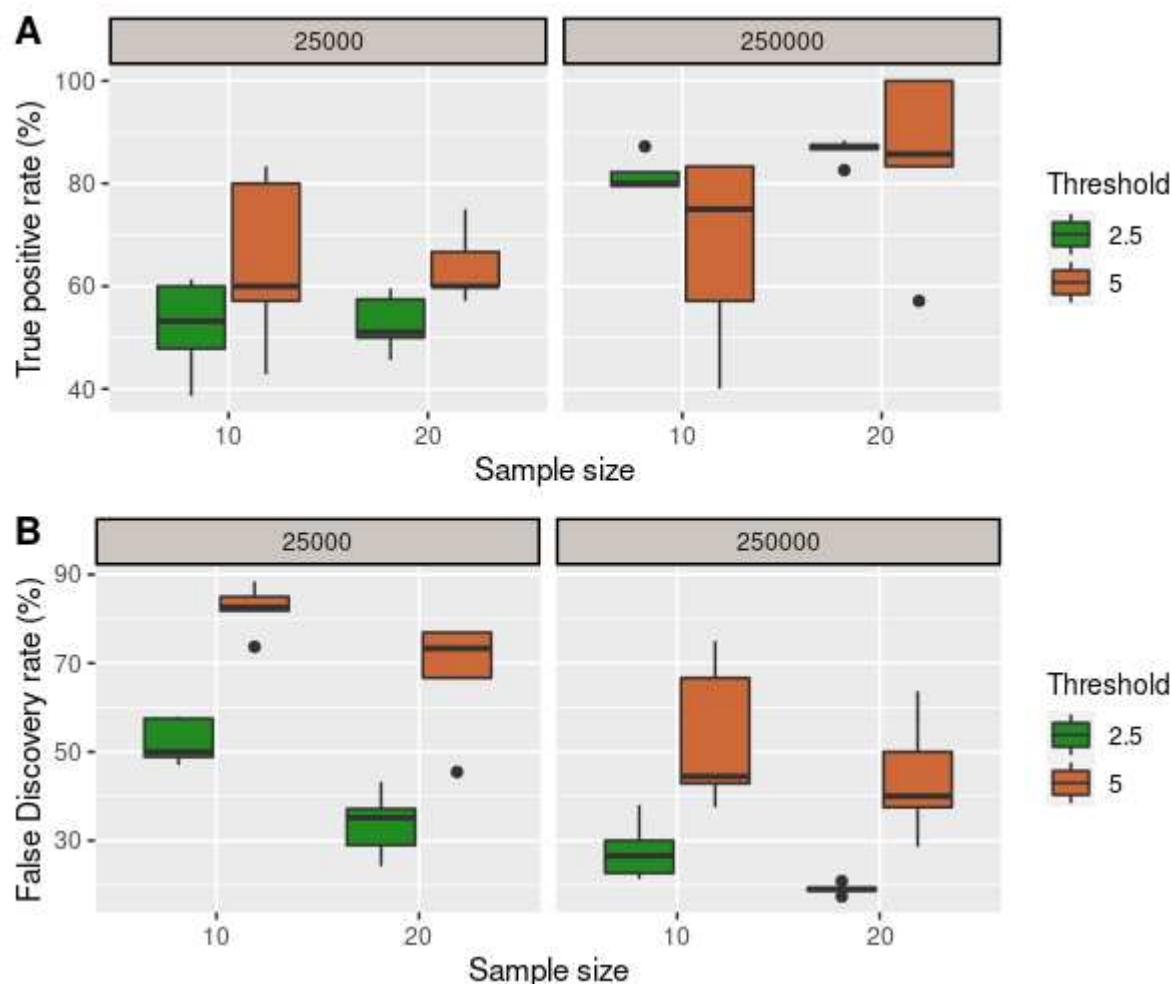 A
25000 250000
True positive rate (%)
100
80
60
40
10 20 10 20
Sample size
Threshold
2.5
5
B
25000 250000
False Discovery rate (%)
90
70
50
30
10 20 10 20
Sample size
Threshold
2.5
5